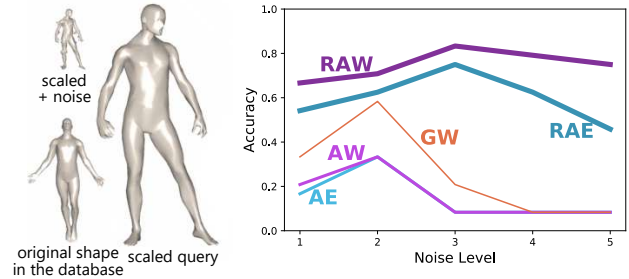 scaled
+ noise
original shape
in the database
scaled query
1.0
0.8
0.6
0.4
0.2
0.0
Accuracy
RAW
RAE
GW
AW
AE
1 2 3 4 5
Noise Level